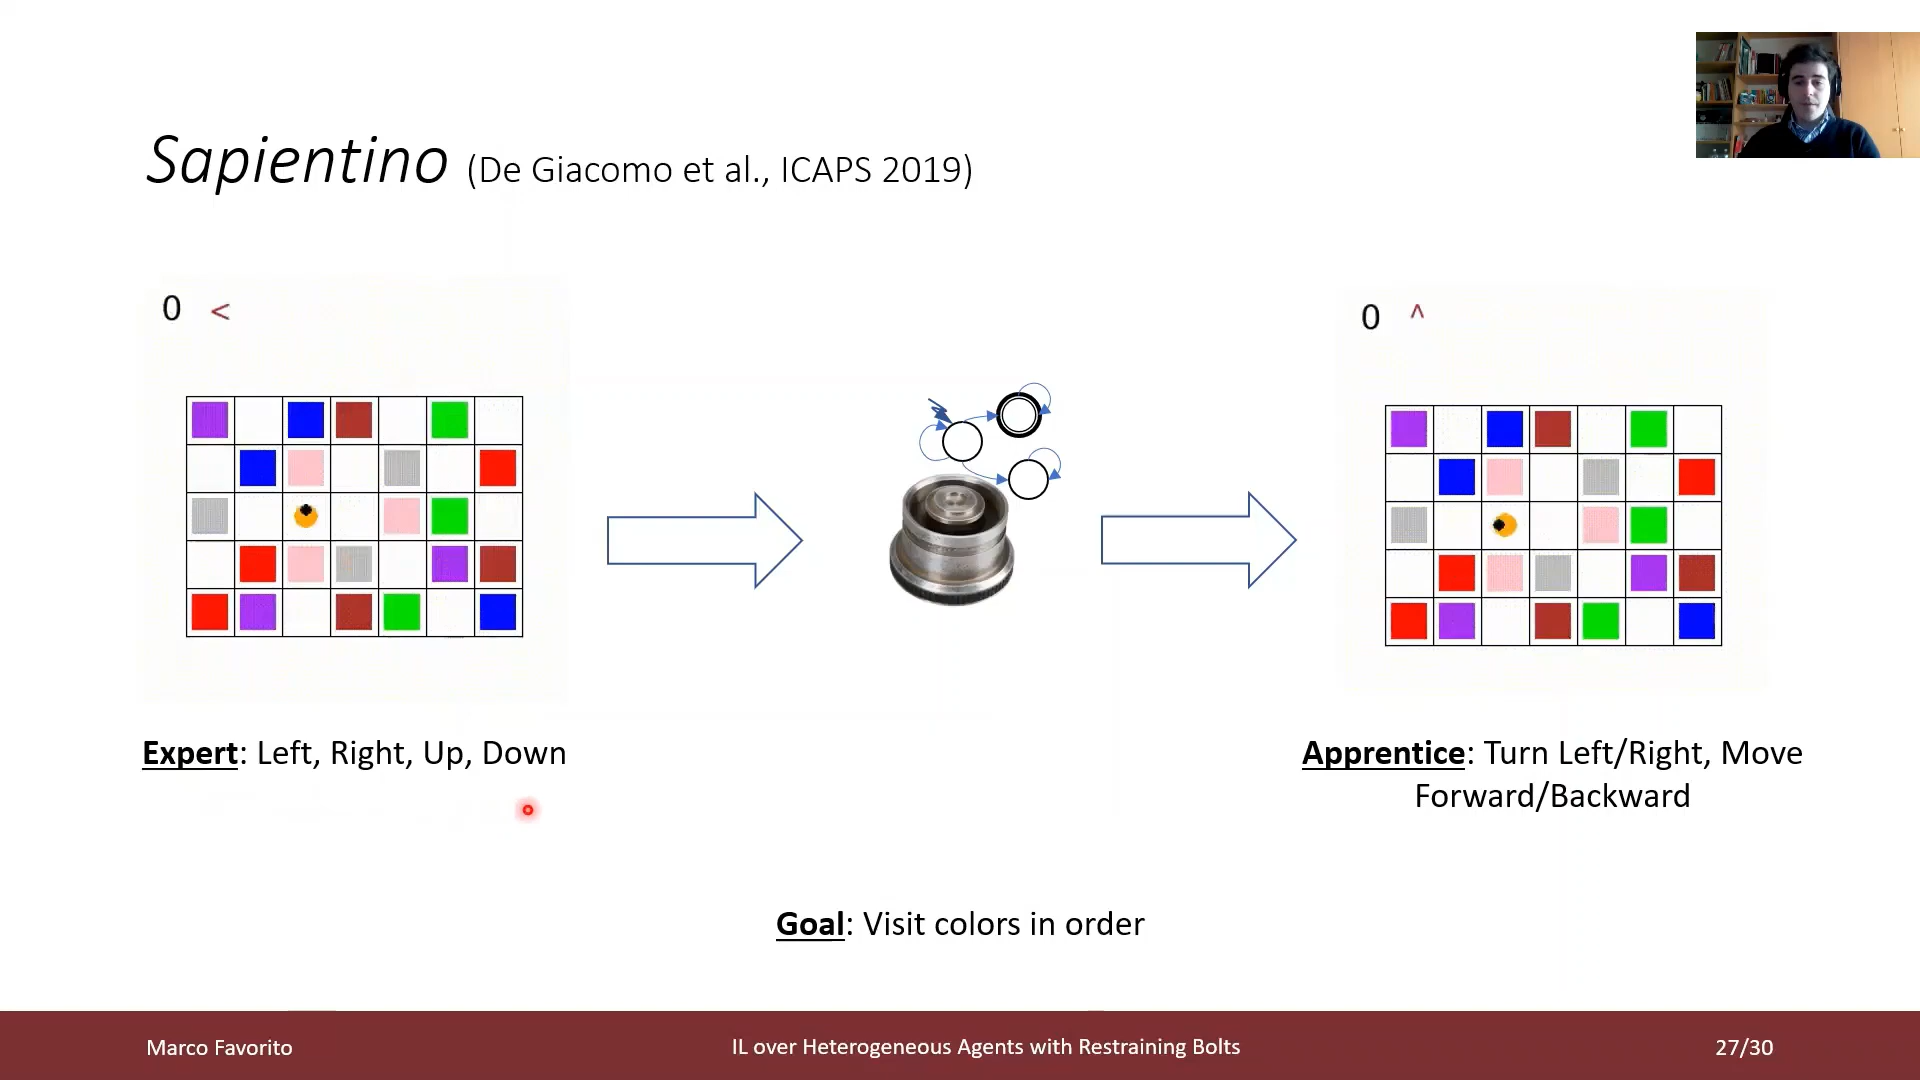 Sapientino (De Giacomo et al., ICAPS 2019)
0 <
0 ^
Expert: Left, Right, Up, Down
Apprentice: Turn Left/Right, Move
Forward/Backward
Goal: Visit colors in order
Marco Favorito
IL over Heterogeneous Agents with Restraining Bolts
27/30